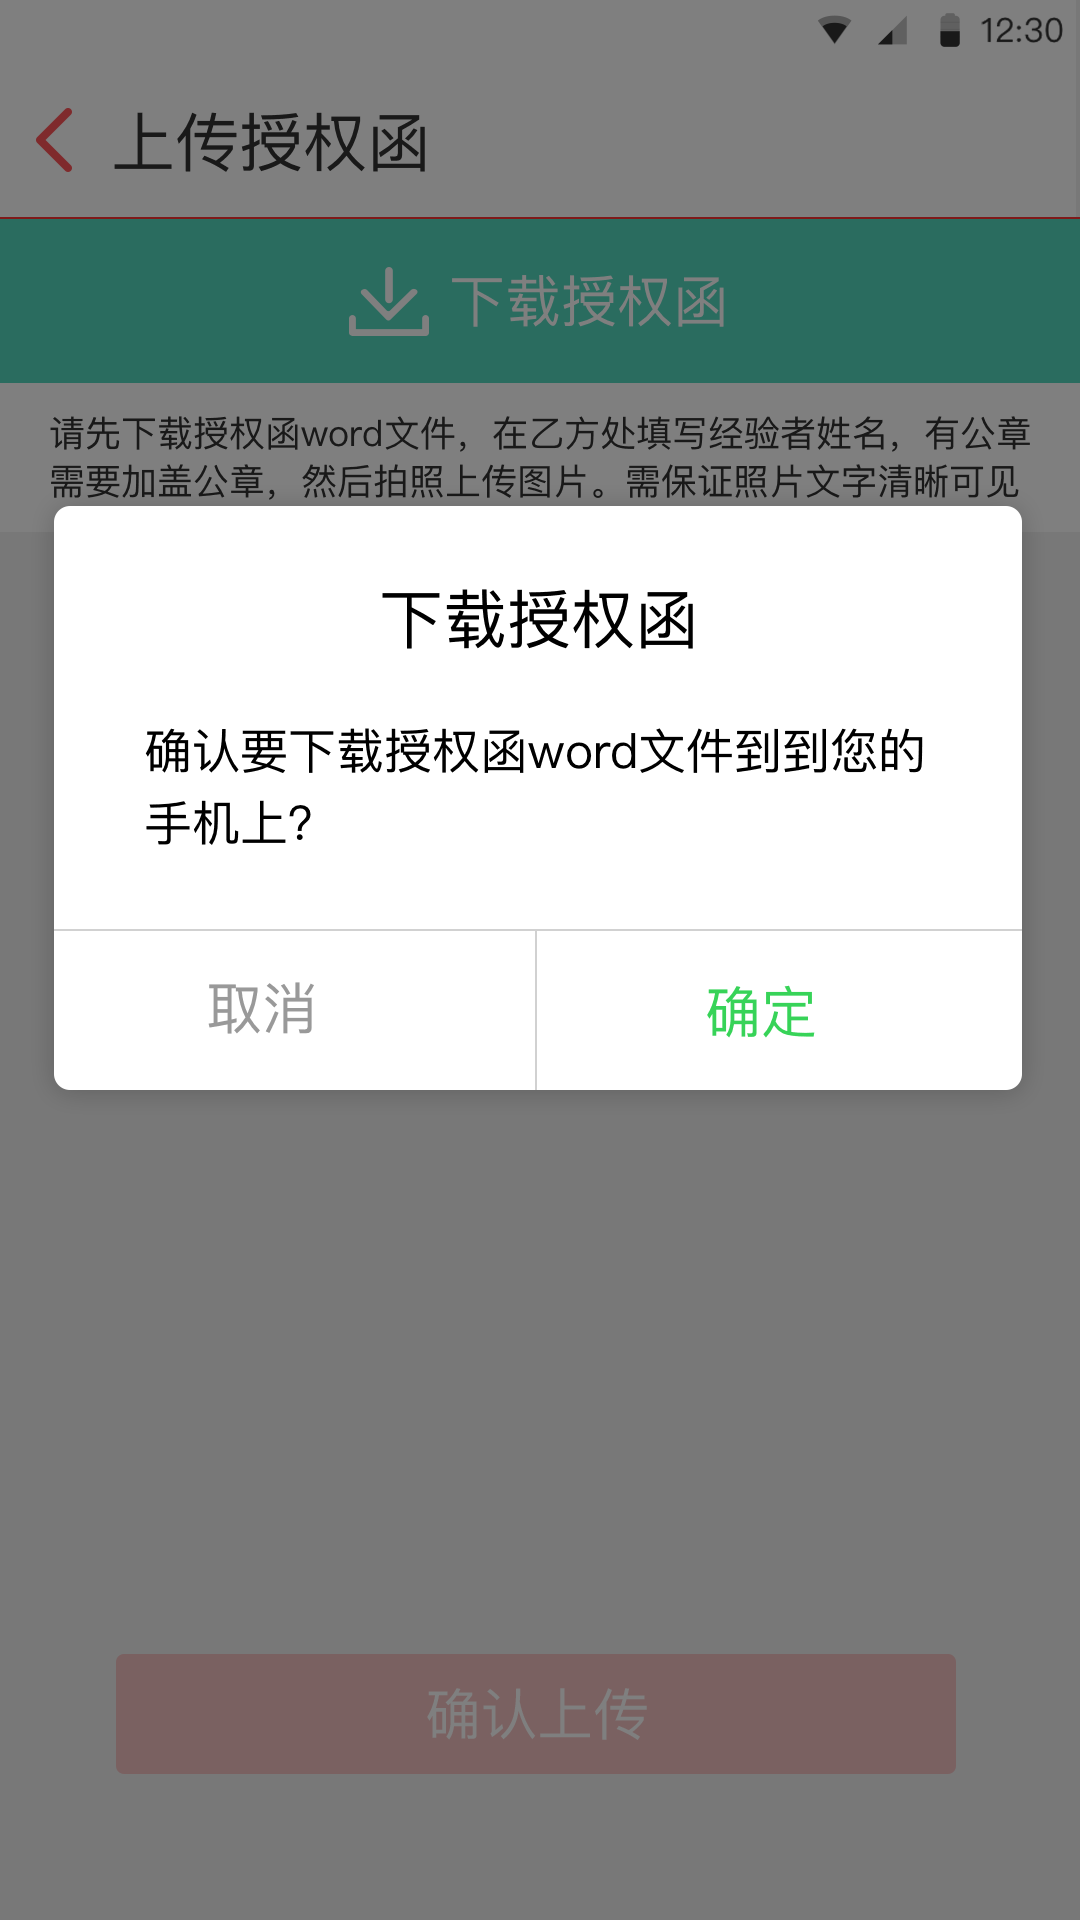 12:30
上传授权函
下载授权函
请先下载授权函word文件，在乙方处填写经验者姓名，有公章
需要加盖公章，然后拍照上传图片。需保证照片文字清晰可见
下载授权函
确认要下载授权函word文件到到您的
手机上？
取消
确定
确认上传